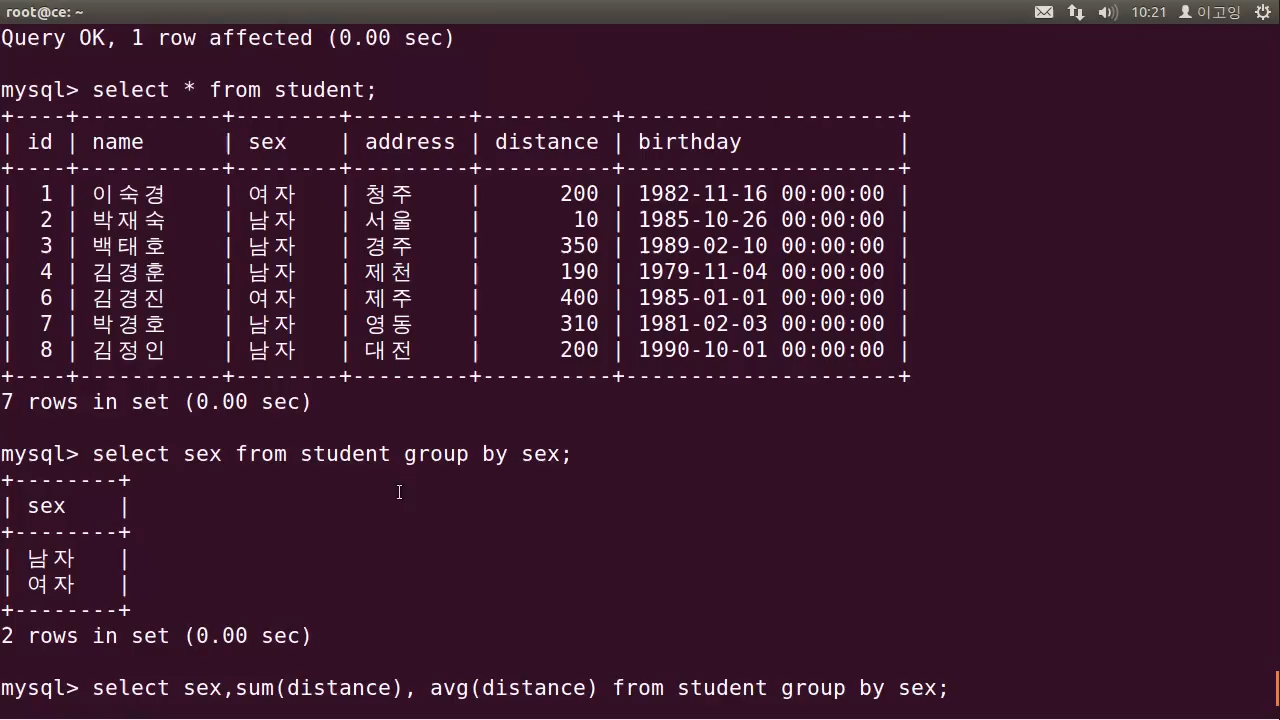 root@ce: ~ 10:21 이고잉
Query OK, 1 row affected (0.00 sec)
mysql> select * from student;
+----+-----------+--------+---------+----------+---------------------+
| id | name      | sex    | address | distance | birthday            |
+----+-----------+--------+---------+----------+---------------------+
|  1 | 이숙경    | 여자   | 청주    |      200 | 1982-11-16 00:00:00 |
|  2 | 박재숙    | 남자   | 서울    |       10 | 1985-10-26 00:00:00 |
|  3 | 백태호    | 남자   | 경주    |      350 | 1989-02-10 00:00:00 |
|  4 | 김경훈    | 남자   | 제천    |      190 | 1979-11-04 00:00:00 |
|  6 | 김경진    | 여자   | 제주    |      400 | 1985-01-01 00:00:00 |
|  7 | 박경호    | 남자   | 영동    |      310 | 1981-02-03 00:00:00 |
|  8 | 김정인    | 남자   | 대전    |      200 | 1990-10-01 00:00:00 |
+----+-----------+--------+---------+----------+---------------------+
7 rows in set (0.00 sec)
mysql> select sex from student group by sex;
+--------+
| sex    |
+--------+
| 남자   |
| 여자   |
+--------+
2 rows in set (0.00 sec)
mysql> select sex,sum(distance), avg(distance) from student group by sex;